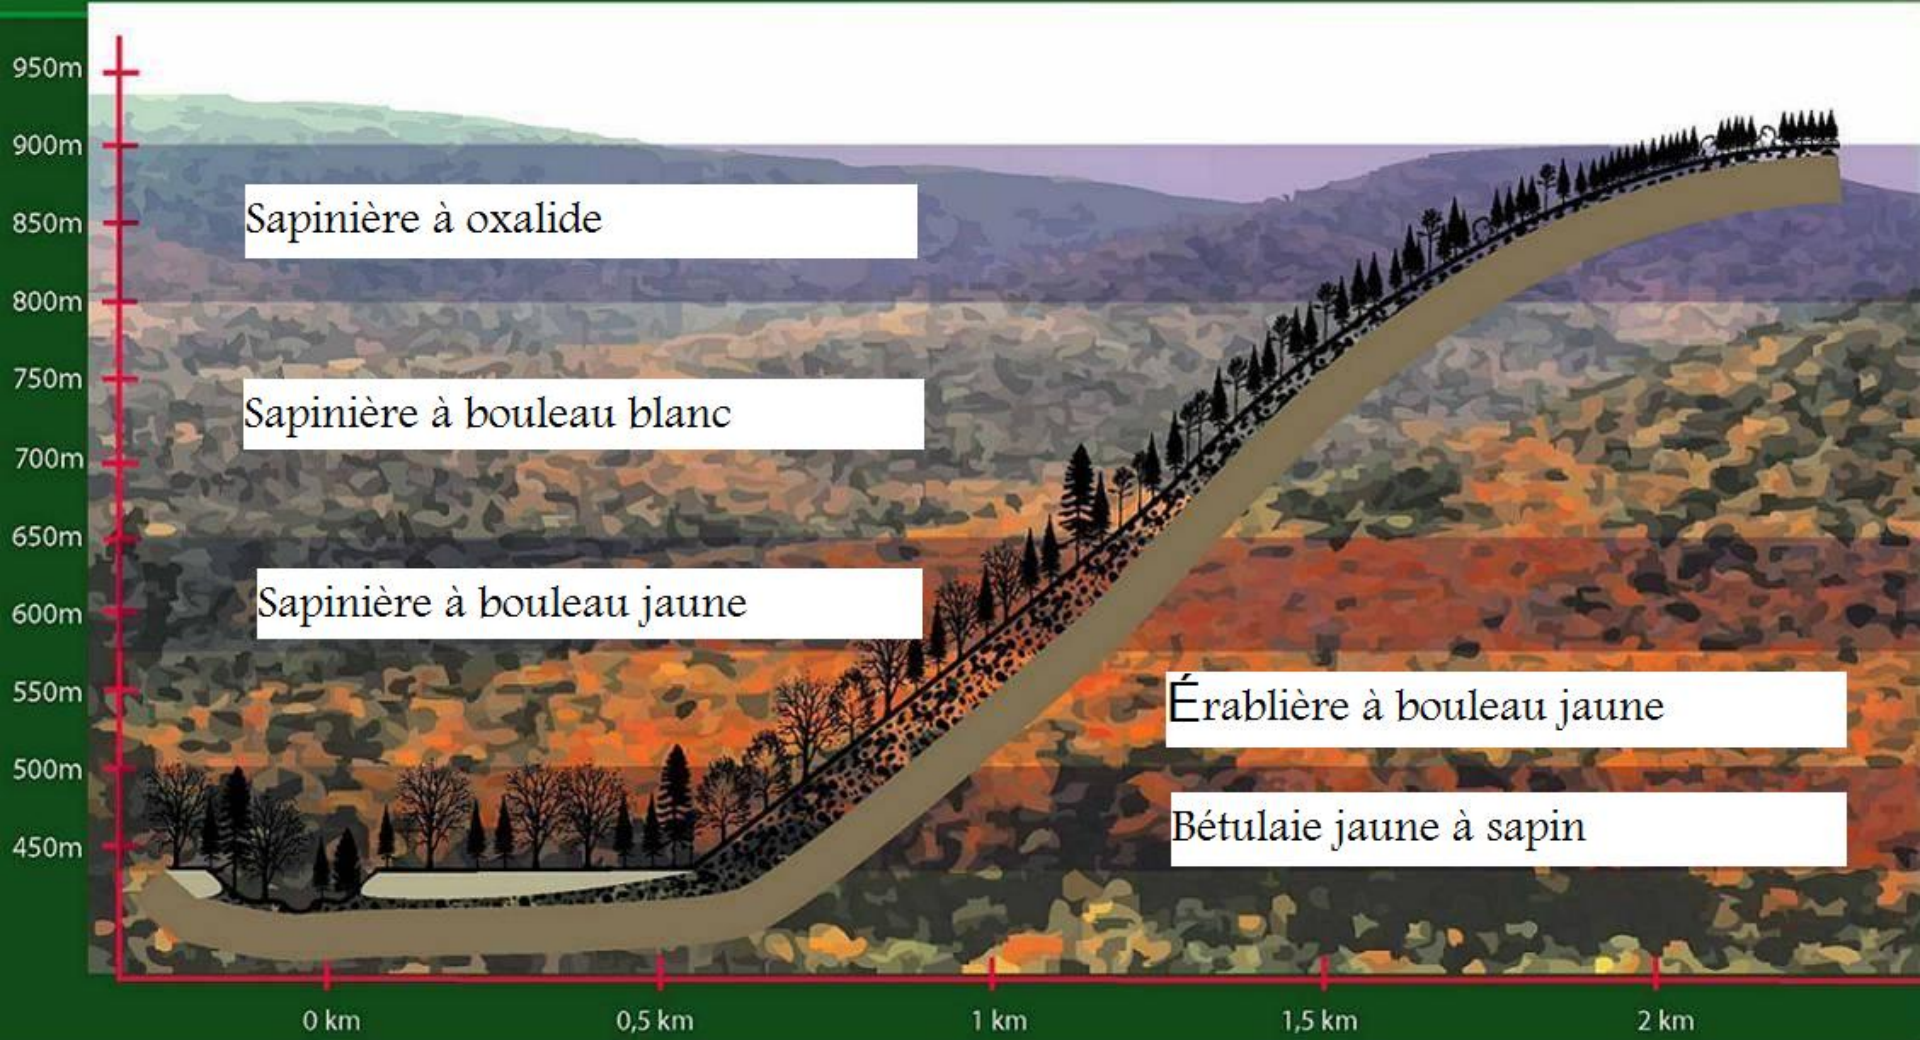 950m
900m
850m
800m
750m
700m
650m
600m
550m
500m
450m
Sapinière à oxalide
Sapinière à bouleau blanc
Sapinière à bouleau jaune
Érablière à bouleau jaune
Bétulaie jaune à sapin
0 km
0,5 km
1 km
1,5 km
2 km